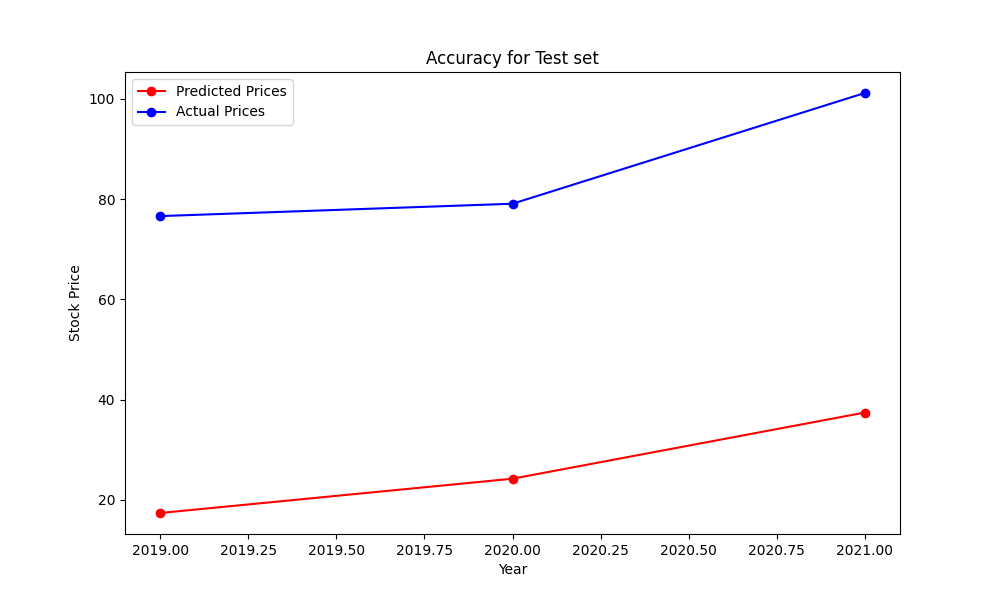 Accuracy for Test set
Predicted Prices
Actual Prices
100
80
60
40
20
Stock Price
2019.00 2019.25 2019.50 2019.75 2020.00 2020.25 2020.50 2020.75 2021.00
Year